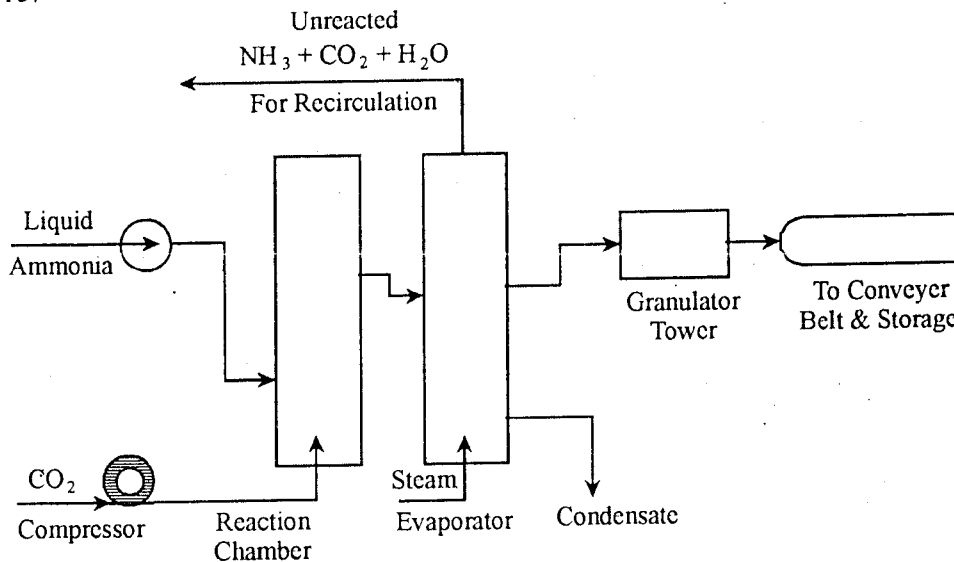 Unreacted
NH₃ + CO₂ + H₂O
For Recirculation
Liquid
Ammonia
Granulator
Tower
To Conveyer
Belt & Storage
CO₂
Compressor
Reaction
Chamber
Steam
Evaporator
Condensate